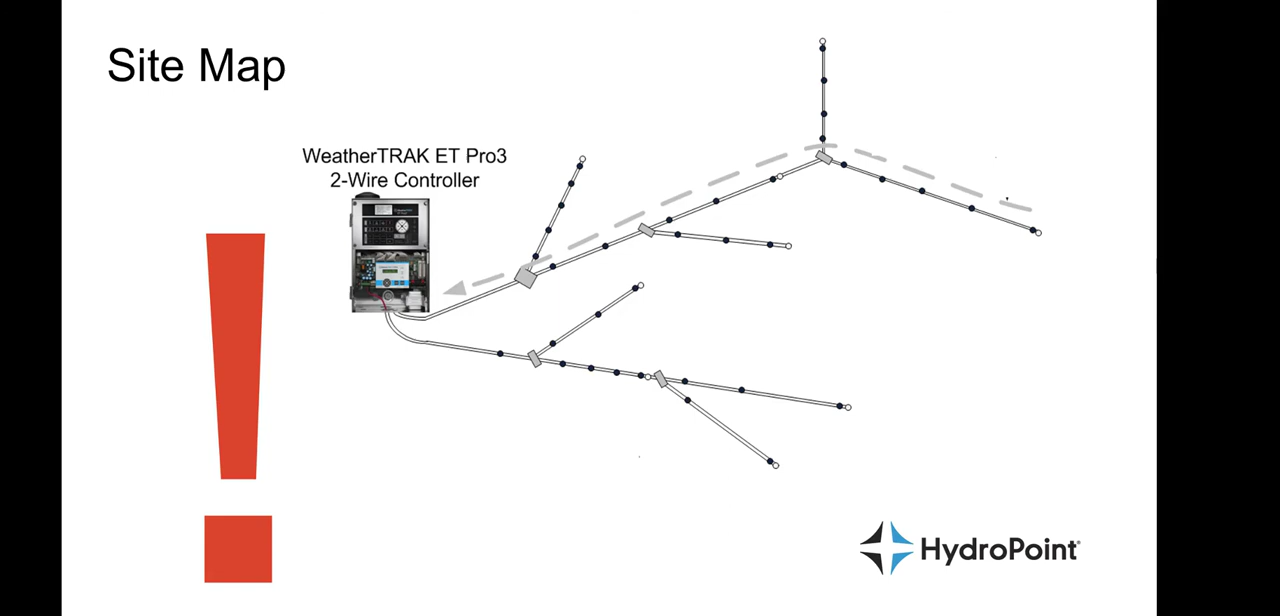 Site Map
WeatherTRAK ET Pro3
2-Wire Controller
!
HydroPoint